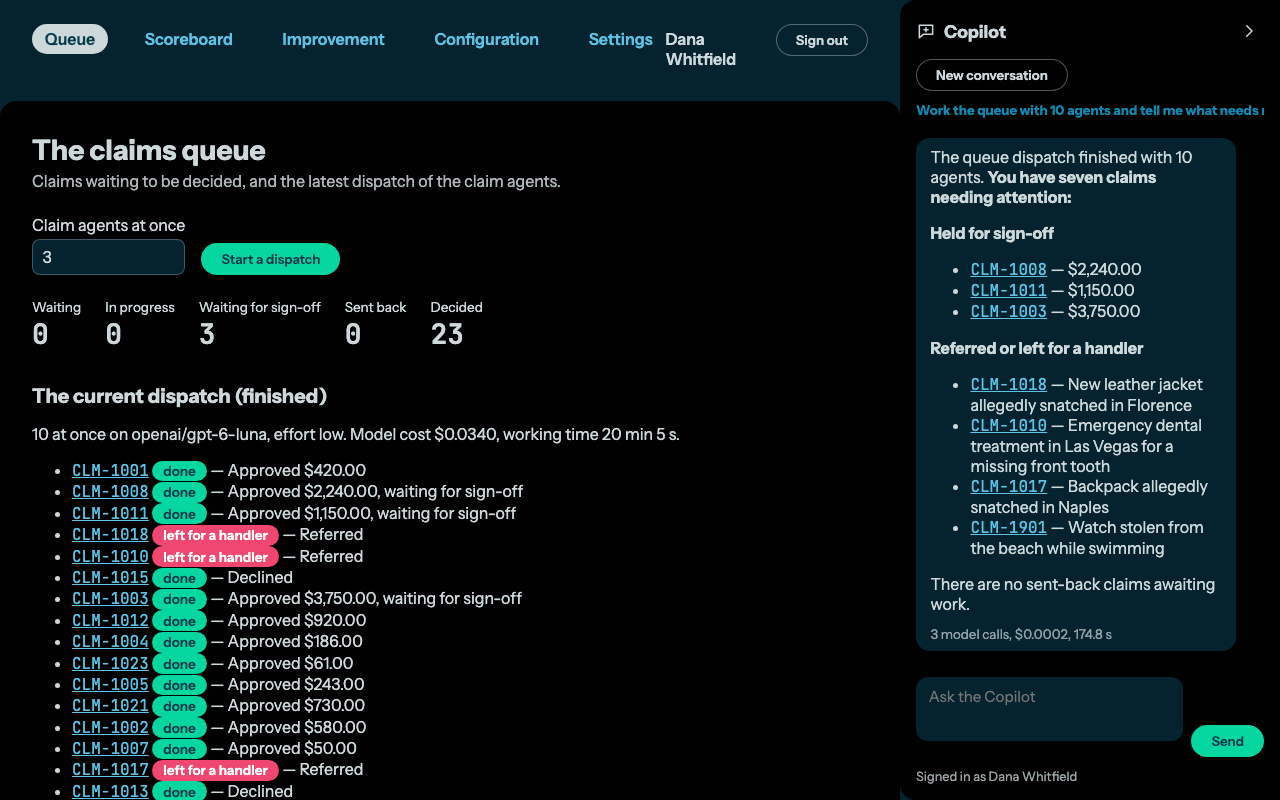 Queue
Scoreboard
Improvement
Configuration
Settings
Dana Whitfield
Sign out
The claims queue
Claims waiting to be decided, and the latest dispatch of the claim agents.
Claim agents at once
3
Start a dispatch
Waiting
0
In progress
0
Waiting for sign-off
3
Sent back
0
Decided
23
The current dispatch (finished)
10 at once on openai/gpt-6-luna, effort low. Model cost $0.0340, working time 20 min 5 s.
CLM-1001 done — Approved $420.00
CLM-1008 done — Approved $2,240.00, waiting for sign-off
CLM-1011 done — Approved $1,150.00, waiting for sign-off
CLM-1018 left for a handler — Referred
CLM-1010 left for a handler — Referred
CLM-1015 done — Declined
CLM-1003 done — Approved $3,750.00, waiting for sign-off
CLM-1012 done — Approved $920.00
CLM-1004 done — Approved $186.00
CLM-1023 done — Approved $61.00
CLM-1005 done — Approved $243.00
CLM-1021 done — Approved $730.00
CLM-1002 done — Approved $580.00
CLM-1007 done — Approved $50.00
CLM-1017 left for a handler — Referred
CLM-1013 done — Declined
Copilot
New conversation
Work the queue with 10 agents and tell me what needs
The queue dispatch finished with 10
agents. You have seven claims
needing attention:
Held for sign-off
CLM-1008 — $2,240.00
CLM-1011 — $1,150.00
CLM-1003 — $3,750.00
Referred or left for a handler
CLM-1018 — New leather jacket
allegedly snatched in Florence
CLM-1010 — Emergency dental
treatment in Las Vegas for a
missing front tooth
CLM-1017 — Backpack allegedly
snatched in Naples
CLM-1901 — Watch stolen from
the beach while swimming
There are no sent-back claims awaiting
work.
3 model calls, $0.0002, 174.8 s
Ask the Copilot
Send
Signed in as Dana Whitfield